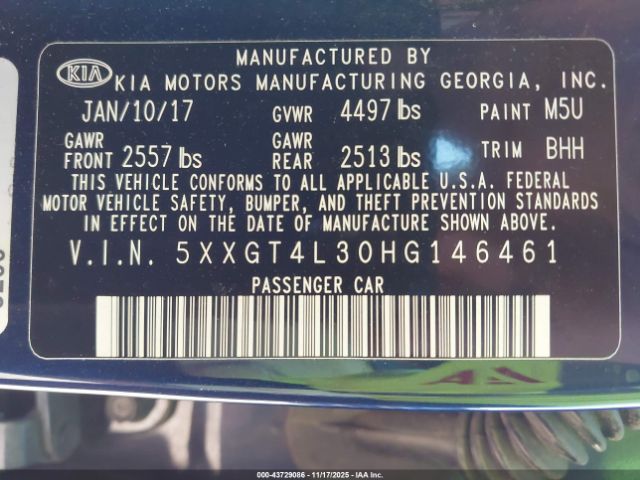 MANUFACTURED BY
KIA KIA MOTORS MANUFACTURING GEORGIA, INC.
JAN/10/17 GVWR 4497 lbs PAINT M5U
GAWR FRONT 2557 lbs GAWR REAR 2513 lbs TRIM BHH
THIS VEHICLE CONFORMS TO ALL APPLICABLE U.S.A. FEDERAL
MOTOR VEHICLE SAFETY, BUMPER, AND THEFT PREVENTION STANDARDS
IN EFFECT ON THE DATE OF MANUFACTURE SHOWN ABOVE.
V.I.N. 5XXGT4L30HG146461
PASSENGER CAR
000-43729086 - 11/17/2025 - IAA Inc.